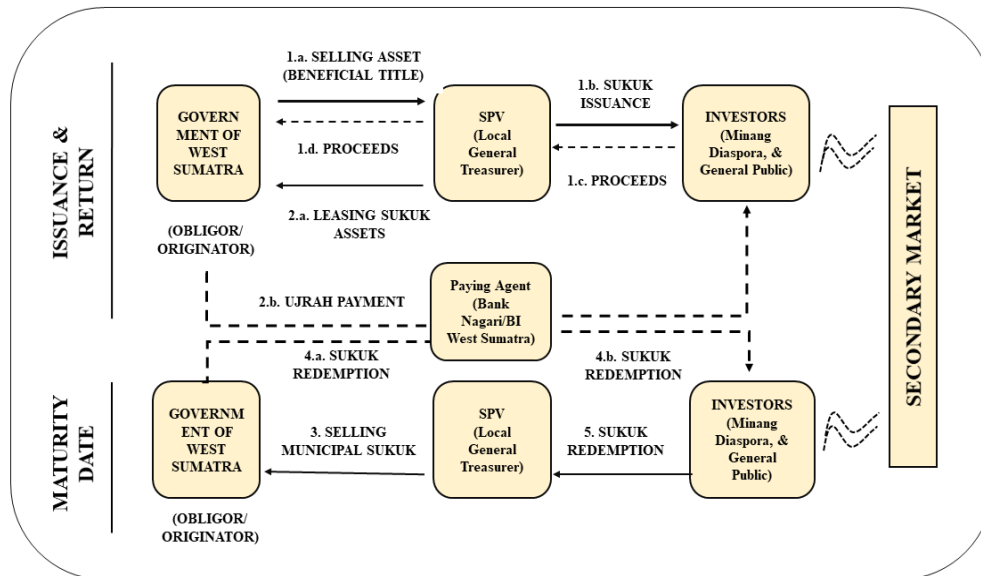 ISSUANCE &
RETURN
GOVERN
MENT OF
WEST
SUMATRA
(OBLIGOR/
ORIGINATOR)
1.a. SELLING ASSET
(BENEFICIAL TITLE)
1.d. PROCEEDS
2.a. LEASING SUKUK
ASSETS
SPV
(Local
General
Treasurer)
1.b. SUKUK
ISSUANCE
1.c. PROCEEDS
INVESTORS
(Minang
Diaspora, &
General Public)
SECONDARY MARKET
2.b. UJRAH PAYMENT
Paying Agent
(Bank
Nagari/BI
West Sumatra)
4.a SUKUK
REDEMPTION
4.b. SUKUK
REDEMPTION
MATURITY
DATE
GOVERNM
ENT OF
WEST
SUMATRA
(OBLIGOR/
ORIGINATOR)
3. SELLING
MUNICIPAL SUKUK
SPV
(Local
General
Treasurer)
5. SUKUK
REDEMPTION
INVESTORS
(Minang
Diaspora, &
General
Public)